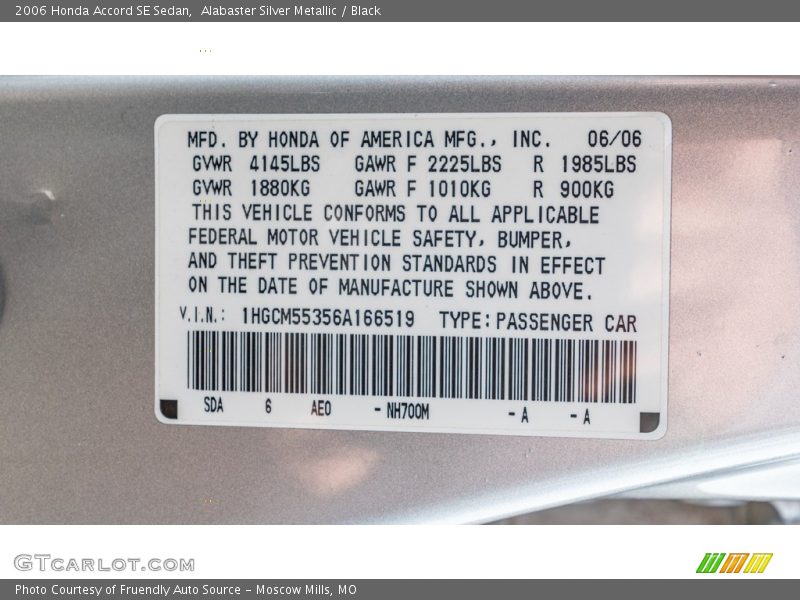 2006 Honda Accord SE Sedan,  Alabaster Silver Metallic / Black
MFD. BY HONDA OF AMERICA MFG., INC. 06/06
GVWR 4145LBS GAWR F 2225LBS R 1985LBS
GVWR 1880KG GAWR F 1010KG R 900KG
THIS VEHICLE CONFORMS TO ALL APPLICABLE
FEDERAL MOTOR VEHICLE SAFETY, BUMPER,
AND THEFT PREVENTION STANDARDS IN EFFECT
ON THE DATE OF MANUFACTURE SHOWN ABOVE.
V.I.N.: 1HGCM55356A166519 TYPE:PASSENGER CAR
SDA 6 AE0 -NH700M -A -A
GTCARLOT.COM
Photo Courtesy of Fruendly Auto Source - Moscow Mills, MO